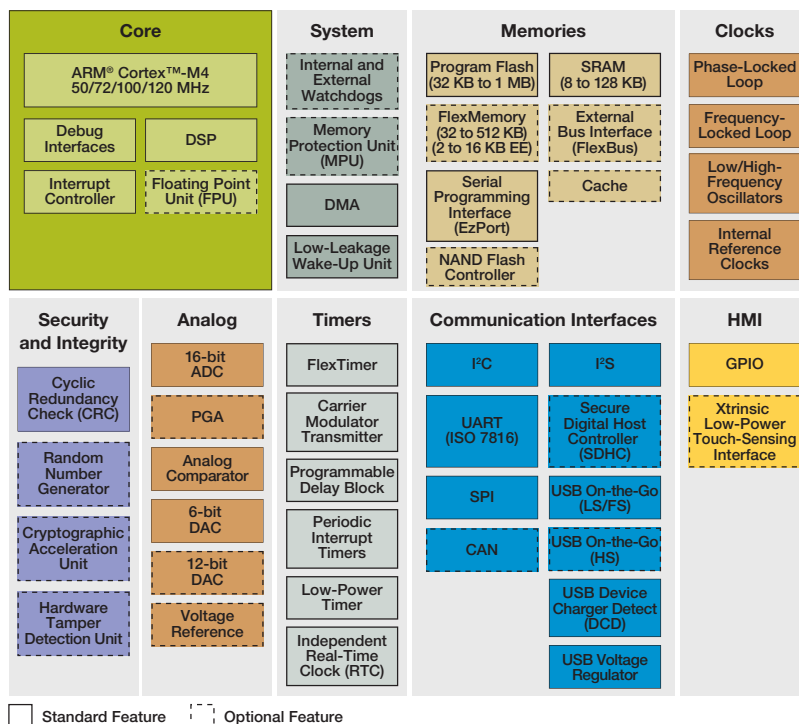 Core
ARM® Cortex™-M4
50/72/100/120 MHz
Debug
Interfaces
DSP
Interrupt
Controller
Floating Point
Unit (FPU)
System
Internal and
External
Watchdogs
Memory
Protection Unit
(MPU)
DMA
Low-Leakage
Wake-Up Unit
Memories
Program Flash
(32 KB to 1 MB)
SRAM
(8 to 128 KB)
FlexMemory
(32 to 512 KB)
(2 to 16 KB EE)
External
Bus Interface
(FlexBus)
Serial
Programming
Interface
(EzPort)
Cache
NAND Flash
Controller
Clocks
Phase-Locked
Loop
Frequency-
Locked Loop
Low/High-
Frequency
Oscillators
Internal
Reference
Clocks
Security
and Integrity
Cyclic
Redundancy
Check (CRC)
Random
Number
Generator
Cryptographic
Acceleration
Unit
Hardware
Tamper
Detection Unit
Analog
16-bit
ADC
PGA
Analog
Comparator
6-bit
DAC
12-bit
DAC
Voltage
Reference
Timers
FlexTimer
Carrier
Modulator
Transmitter
Programmable
Delay Block
Periodic
Interrupt
Timers
Low-Power
Timer
Independent
Real-Time
Clock (RTC)
Communication Interfaces
I²C
I²S
UART
(ISO 7816)
Secure
Digital Host
Controller
(SDHC)
SPI
USB On-the-Go
(LS/FS)
CAN
USB On-the-Go
(HS)
USB Device
Charger Detect
(DCD)
USB Voltage
Regulator
HMI
GPIO
Xtrinsic
Low-Power
Touch-Sensing
Interface
Standard Feature
Optional Feature